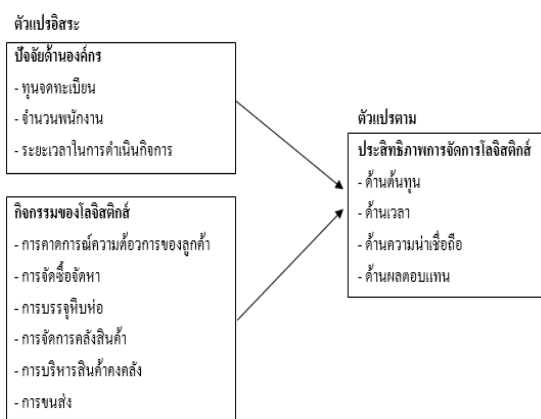 ตัวแปรอิสระ
ปัจจัยด้านองค์กร
- ทุนจดทะเบียน
- จำนวนพนักงาน
- ระยะเวลาในการดำเนินกิจการ
กิจกรรมของโลจิสติกส์
- การคาดการณ์ความต้อวการของลูกค้า
- การจัดซื้อจัดหา
- การบรรจุหีบห่อ
- การจัดการคลังสินค้า
- การบริหารสินค้าคงคลัง
- การขนส่ง
ตัวแปรตาม
ประสิทธิภาพการจัดการโลจิสติกส์
- ด้านต้นทุน
- ด้านเวลา
- ด้านความน่าเชื่อถือ
- ด้านผลตอบแทน